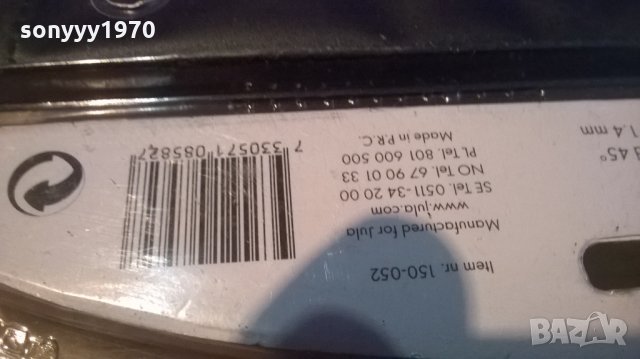 sonyyy1970
Item nr. 150-052
Manufactured for Jula
www.jula.com
SE Tel. 0511-34 20 00
NO Tel. 67 90 01 33
PL Tel. 801 600 500
Made in P.R.C.
45°
1.4 mm
7 330571 085827
BAZAR